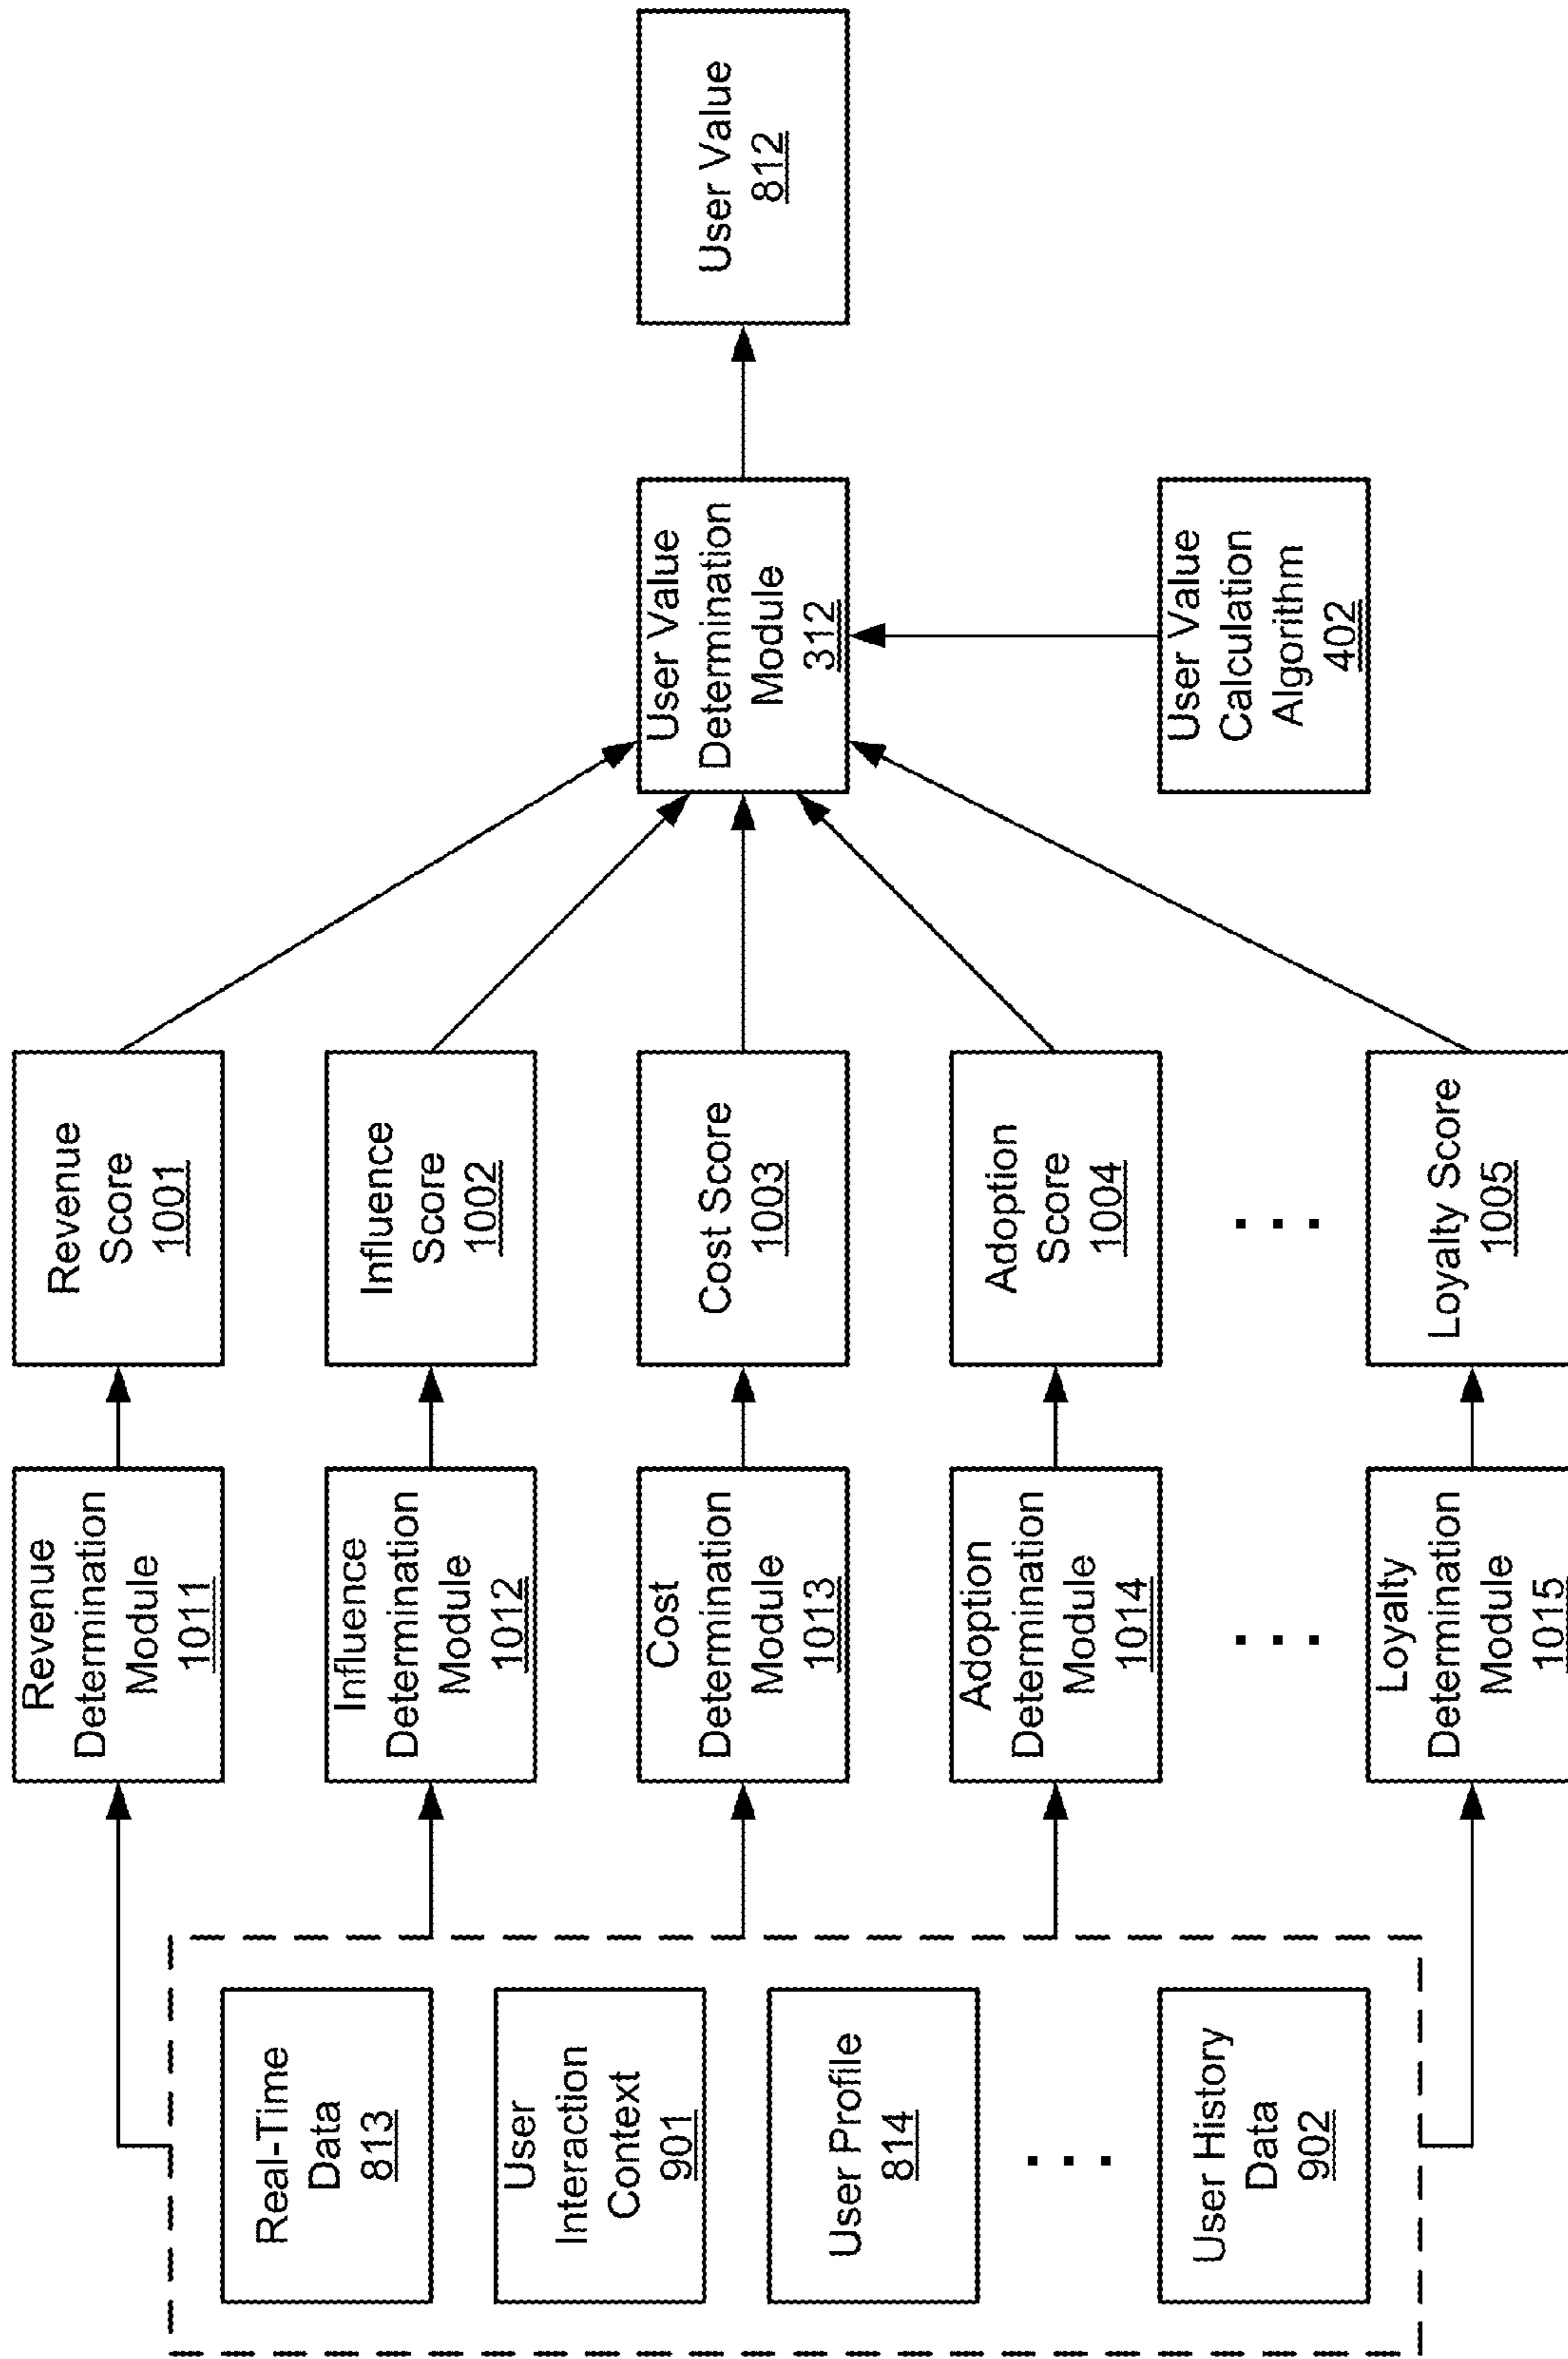 Real-Time
Data
813
User
Interaction
Context
901
User Profile
814
. . .
User History
Data
902
Revenue
Determination
Module
1011
Influence
Determination
Module
1012
Cost
Determination
Module
1013
Adoption
Determination
Module
1014
. . .
Loyalty
Determination
Module
1015
Revenue
Score
1001
Influence
Score
1002
Cost Score
1003
Adoption
Score
1004
. . .
Loyalty Score
1005
User Value
Determination
Module
312
User Value
Calculation
Algorithm
402
User Value
812